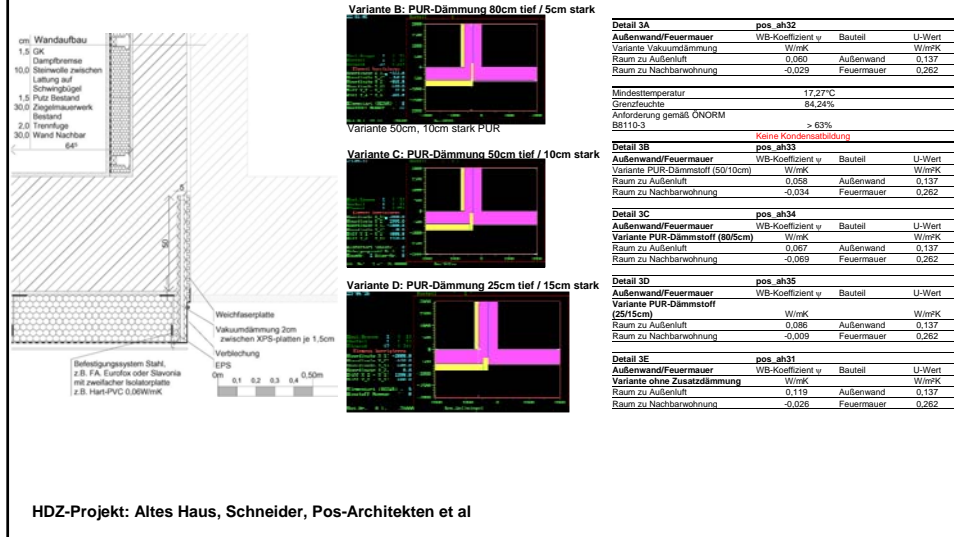 cm Wandaufbau
1,5 GK
Dampfbremse
10,0 Steinwolle zwischen
Lattung auf
Schwingbügel
1,5 Putz Bestand
30,0 Ziegelmauerwerk
Bestand
2,0 Trennfuge
30,0 Wand Nachbar
64⁵
5
50
Weichfaserplatte
Vakuumdämmung 2cm
zwischen XPS-platten je 1,5cm
Verblechung
EPS
0m 0,1 0,2 0,3 0,4 0,50m
Befestigungssystem Stahl,
z.B. FA. Eurofox oder Slavonia
mit zweifacher Isolatorplatte
z.B. Hart-PVC 0.06W/mK
Variante B: PUR-Dämmung 80cm tief / 5cm stark
Variante 50cm, 10cm stark PUR
Variante C: PUR-Dämmung 50cm tief / 10cm stark
Variante D: PUR-Dämmung 25cm tief / 15cm stark
Detail 3A pos_ah32
Außenwand/Feuermauer WB-Koeffizient ψ Bauteil U-Wert
Variante Vakuumdämmung W/mK W/m²K
Raum zu Außenluft 0,060 Außenwand 0,137
Raum zu Nachbarwohnung -0,029 Feuermauer 0,262
Mindesttemperatur 17,27°C
Grenzfeuchte 84,24%
Anforderung gemäß ÖNORM
B8110-3 > 63%
Keine Kondensatbildung
Detail 3B pos_ah33
Außenwand/Feuermauer WB-Koeffizient ψ Bauteil U-Wert
Variante PUR-Dämmstoff (50/10cm) W/mK W/m²K
Raum zu Außenluft 0,058 Außenwand 0,137
Raum zu Nachbarwohnung -0,034 Feuermauer 0,262
Detail 3C pos_ah34
Außenwand/Feuermauer WB-Koeffizient ψ Bauteil U-Wert
Variante PUR-Dämmstoff (80/5cm) W/mK W/m²K
Raum zu Außenluft 0,067 Außenwand 0,137
Raum zu Nachbarwohnung -0,069 Feuermauer 0,262
Detail 3D pos_ah35
Außenwand/Feuermauer WB-Koeffizient ψ Bauteil U-Wert
Variante PUR-Dämmstoff
(25/15cm) W/mK W/m²K
Raum zu Außenluft 0,086 Außenwand 0,137
Raum zu Nachbarwohnung -0,009 Feuermauer 0,262
Detail 3E pos_ah31
Außenwand/Feuermauer WB-Koeffizient ψ Bauteil U-Wert
Variante ohne Zusatzdämmung W/mK W/m²K
Raum zu Außenluft 0,119 Außenwand 0,137
Raum zu Nachbarwohnung -0,026 Feuermauer 0,262
HDZ-Projekt: Altes Haus, Schneider, Pos-Architekten et al